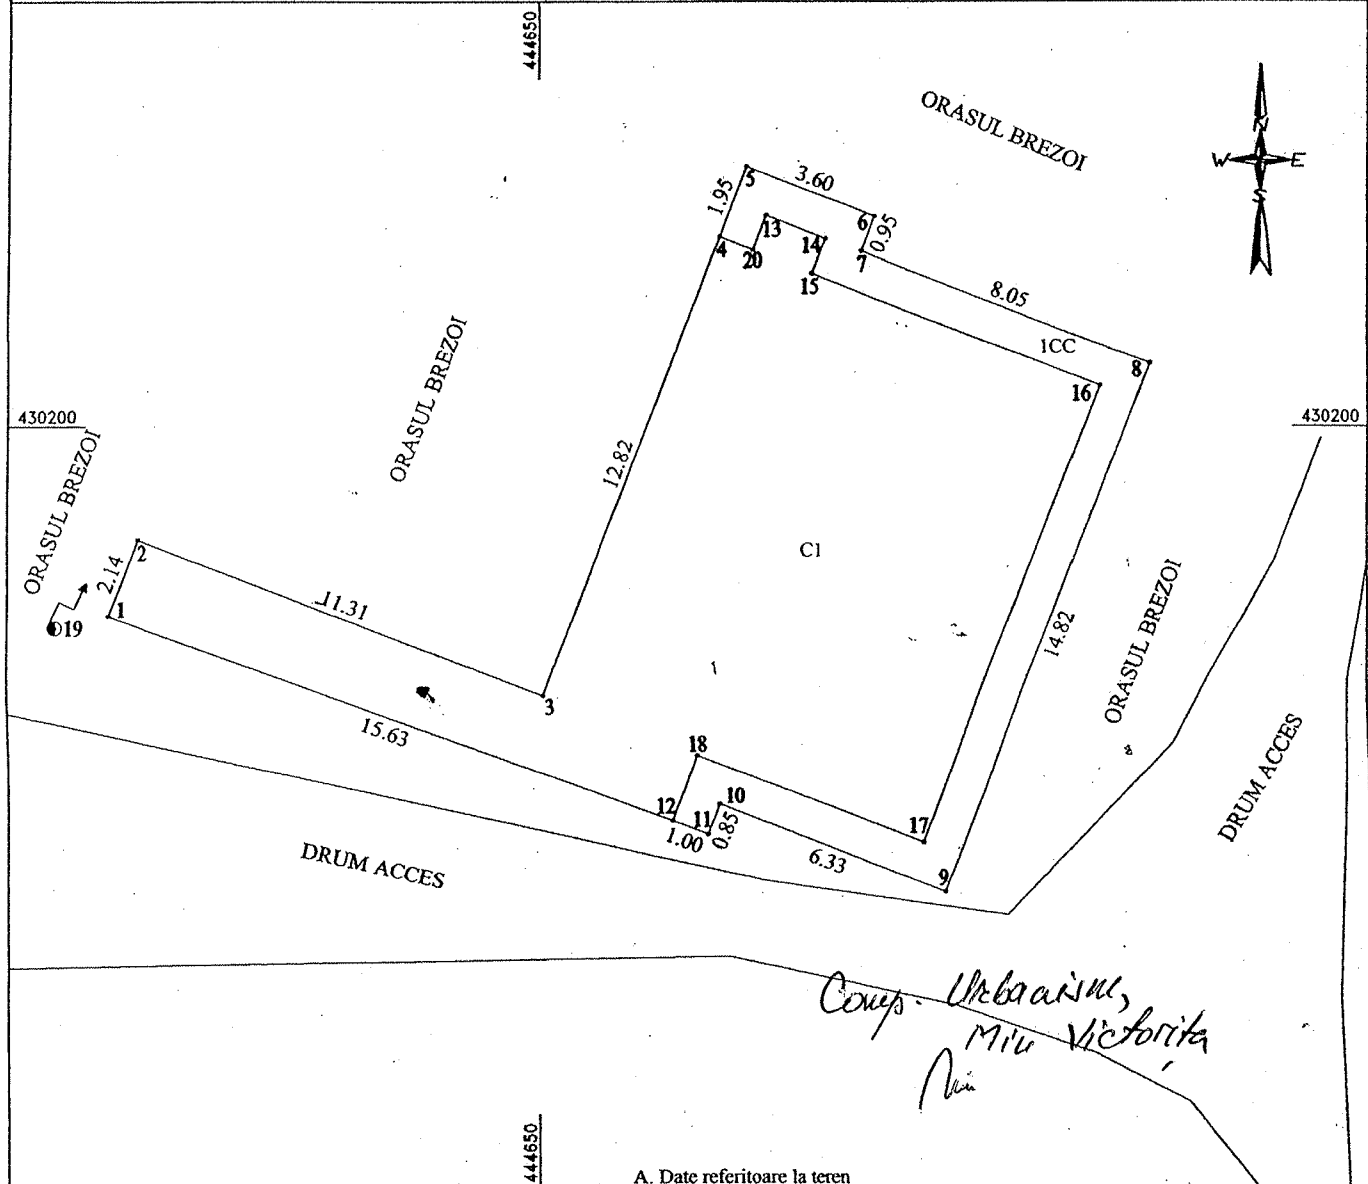 444650
ORASUL BREZOI
N
W E
S
5
3.60
1.95
6
0.95
13
14
4
20
7
15
8.05
1CC
8
16
ORASUL BREZOI
430200
430200
12.82
ORASUL BREZOI
2
C1
2.14
1
19
11.31
ORASUL BREZOI
14.82
3
15.63
18
DRUM ACCES
12
10
11
0.85
1.00
17
6.33
9
DRUM ACCES
Comp. Urbanism,
Miu Victorița
444650
A. Date referitoare la teren